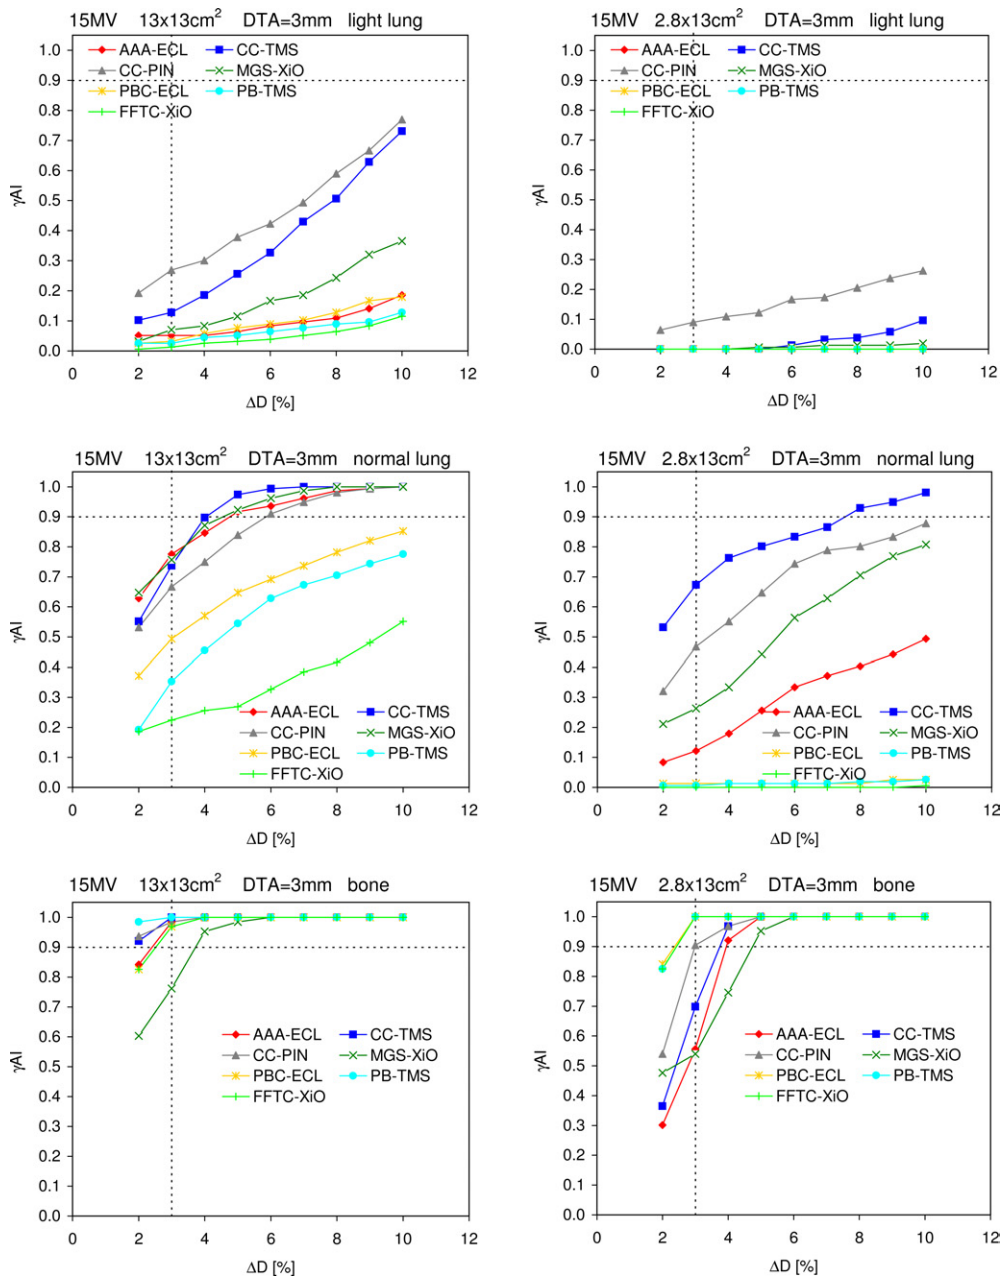 15MV 13x13cm² DTA=3mm light lung
1.0
0.9
0.8
0.7
0.6
0.5
0.4
0.3
0.2
0.1
0.0
γAI
AAA-ECL CC-TMS
CC-PIN MGS-XiO
PBC-ECL PB-TMS
FFTC-XiO
0 2 4 6 8 10 12
ΔD [%]
15MV 2.8x13cm² DTA=3mm light lung
1.0
0.9
0.8
0.7
0.6
0.5
0.4
0.3
0.2
0.1
0.0
γAI
AAA-ECL CC-TMS
CC-PIN MGS-XiO
PBC-ECL PB-TMS
FFTC-XiO
0 2 4 6 8 10 12
ΔD [%]
15MV 13x13cm² DTA=3mm normal lung
1.0
0.9
0.8
0.7
0.6
0.5
0.4
0.3
0.2
0.1
0.0
γAI
AAA-ECL CC-TMS
CC-PIN MGS-XiO
PBC-ECL PB-TMS
FFTC-XiO
0 2 4 6 8 10 12
ΔD [%]
15MV 2.8x13cm² DTA=3mm normal lung
1.0
0.9
0.8
0.7
0.6
0.5
0.4
0.3
0.2
0.1
0.0
γAI
AAA-ECL CC-TMS
CC-PIN MGS-XiO
PBC-ECL PB-TMS
FFTC-XiO
0 2 4 6 8 10 12
ΔD [%]
15MV 13x13cm² DTA=3mm bone
1.0
0.9
0.8
0.7
0.6
0.5
0.4
0.3
0.2
0.1
0.0
γAI
AAA-ECL CC-TMS
CC-PIN MGS-XiO
PBC-ECL PB-TMS
FFTC-XiO
0 2 4 6 8 10 12
ΔD [%]
15MV 2.8x13cm² DTA=3mm bone
1.0
0.9
0.8
0.7
0.6
0.5
0.4
0.3
0.2
0.1
0.0
γAI
AAA-ECL CC-TMS
CC-PIN MGS-XiO
PBC-ECL PB-TMS
FFTC-XiO
0 2 4 6 8 10 12
ΔD [%]